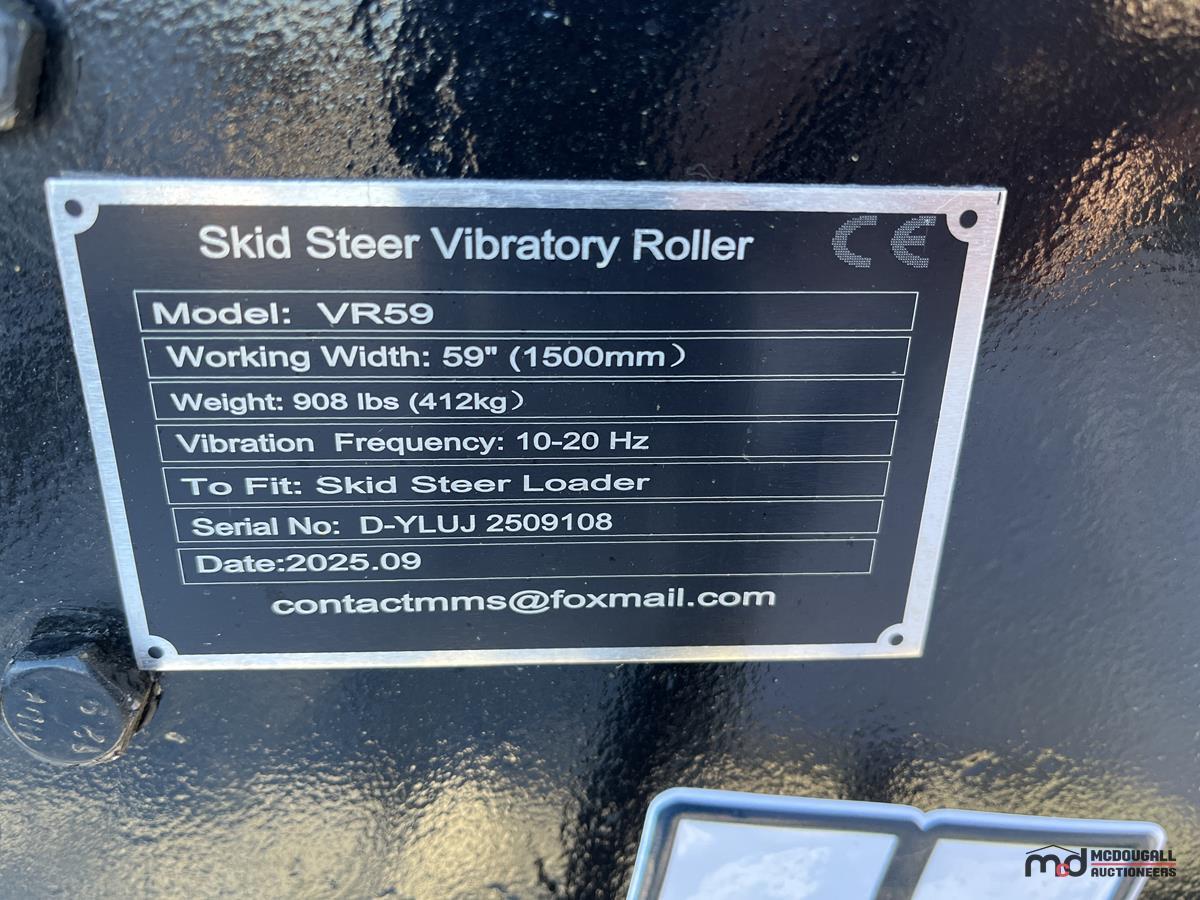 Skid Steer Vibratory Roller CE
Model: VR59
Working Width: 59" (1500mm)
Weight: 908 lbs (412kg)
Vibration Frequency: 10-20 Hz
To Fit: Skid Steer Loader
Serial No: D-YLUJ 2509108
Date:2025.09
contactmms@foxmail.com
mcd MCDOUGALL
AUCTIONEERS